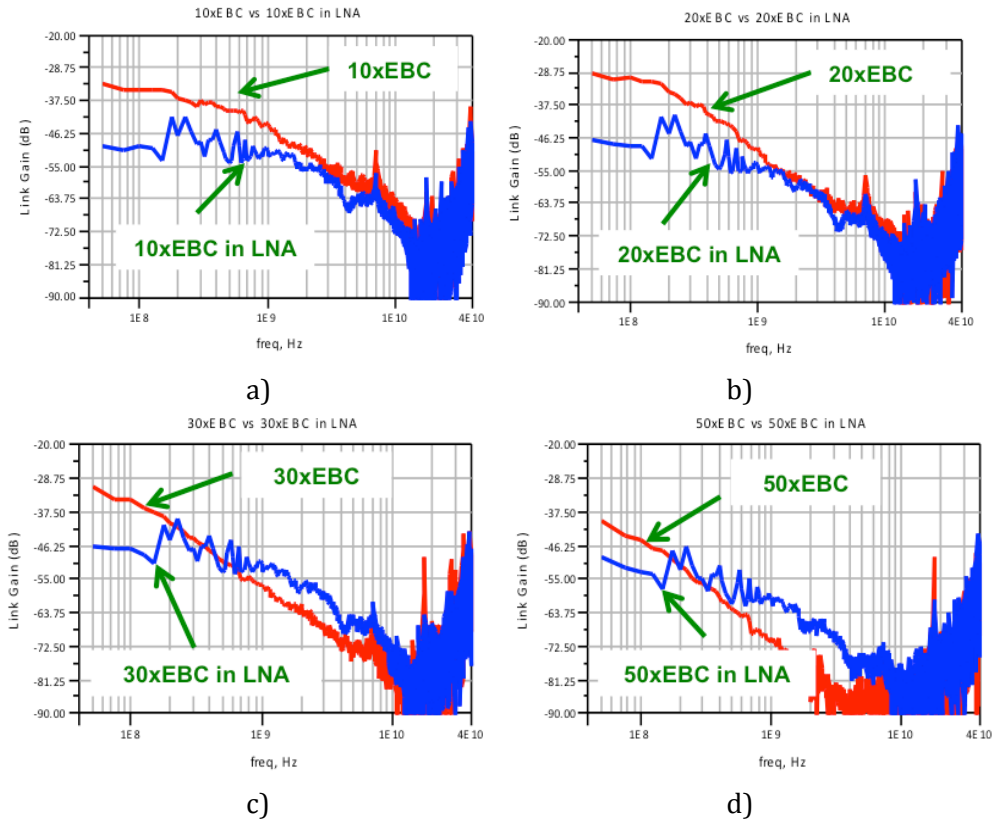 10xEBC vs 10xEBC in LNA
-20.00
-28.75
-37.50
-46.25
-55.00
-63.75
-72.50
-81.25
-90.00
Link Gain (dB)
10xEBC
10xEBC in LNA
1E8
1E9
1E10
4E10
freq, Hz
a)
20xEBC vs 20xEBC in LNA
-20.00
-28.75
-37.50
-46.25
-55.00
-63.75
-72.50
-81.25
-90.00
Link Gain (dB)
20xEBC
20xEBC in LNA
1E8
1E9
1E10
4E10
freq, Hz
b)
30xEBC vs 30xEBC in LNA
-20.00
-28.75
-37.50
-46.25
-55.00
-63.75
-72.50
-81.25
-90.00
Link Gain (dB)
30xEBC
30xEBC in LNA
1E8
1E9
1E10
4E10
freq, Hz
c)
50xEBC vs 50xEBC in LNA
-20.00
-28.75
-37.50
-46.25
-55.00
-63.75
-72.50
-81.25
-90.00
Link Gain (dB)
50xEBC
50xEBC in LNA
1E8
1E9
1E10
4E10
freq, Hz
d)